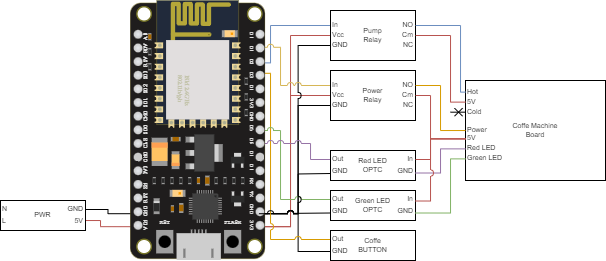 In
Vcc
GND
Pump
Relay
NO
Cm
NC
In
Vcc
GND
Power
Relay
NO
Cm
NC
Hot
5V
Cold
Power
5V
Red LED
Green LED
Coffe Machine
Board
Out
GND
Red LED
OPTC
In
GND
Out
GND
Green LED
OPTC
In
GND
Out
GND
Coffe
BUTTON
N
L
PWR
GND
5V
RST
FLASH